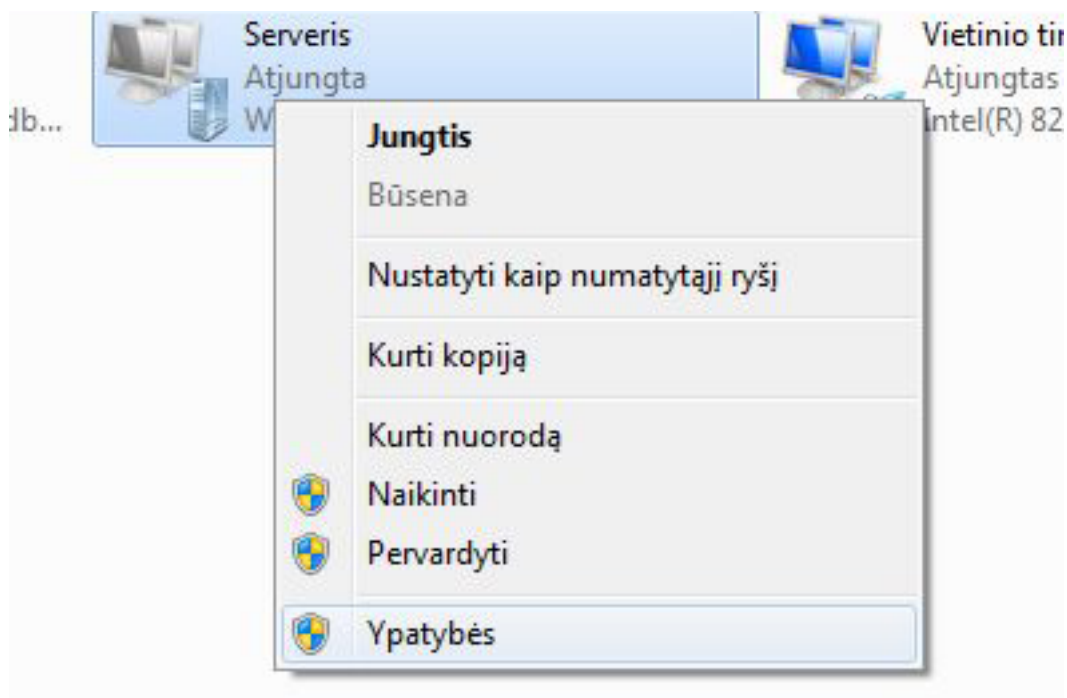 Serveris
Atjungta
Vietinio
Atjungtas
Intel(R) 82
Jungtis
Būsena
Nustatyti kaip numatytąjį ryšį
Kurti kopiją
Kurti nuorodą
Naikinti
Pervardyti
Ypatybės